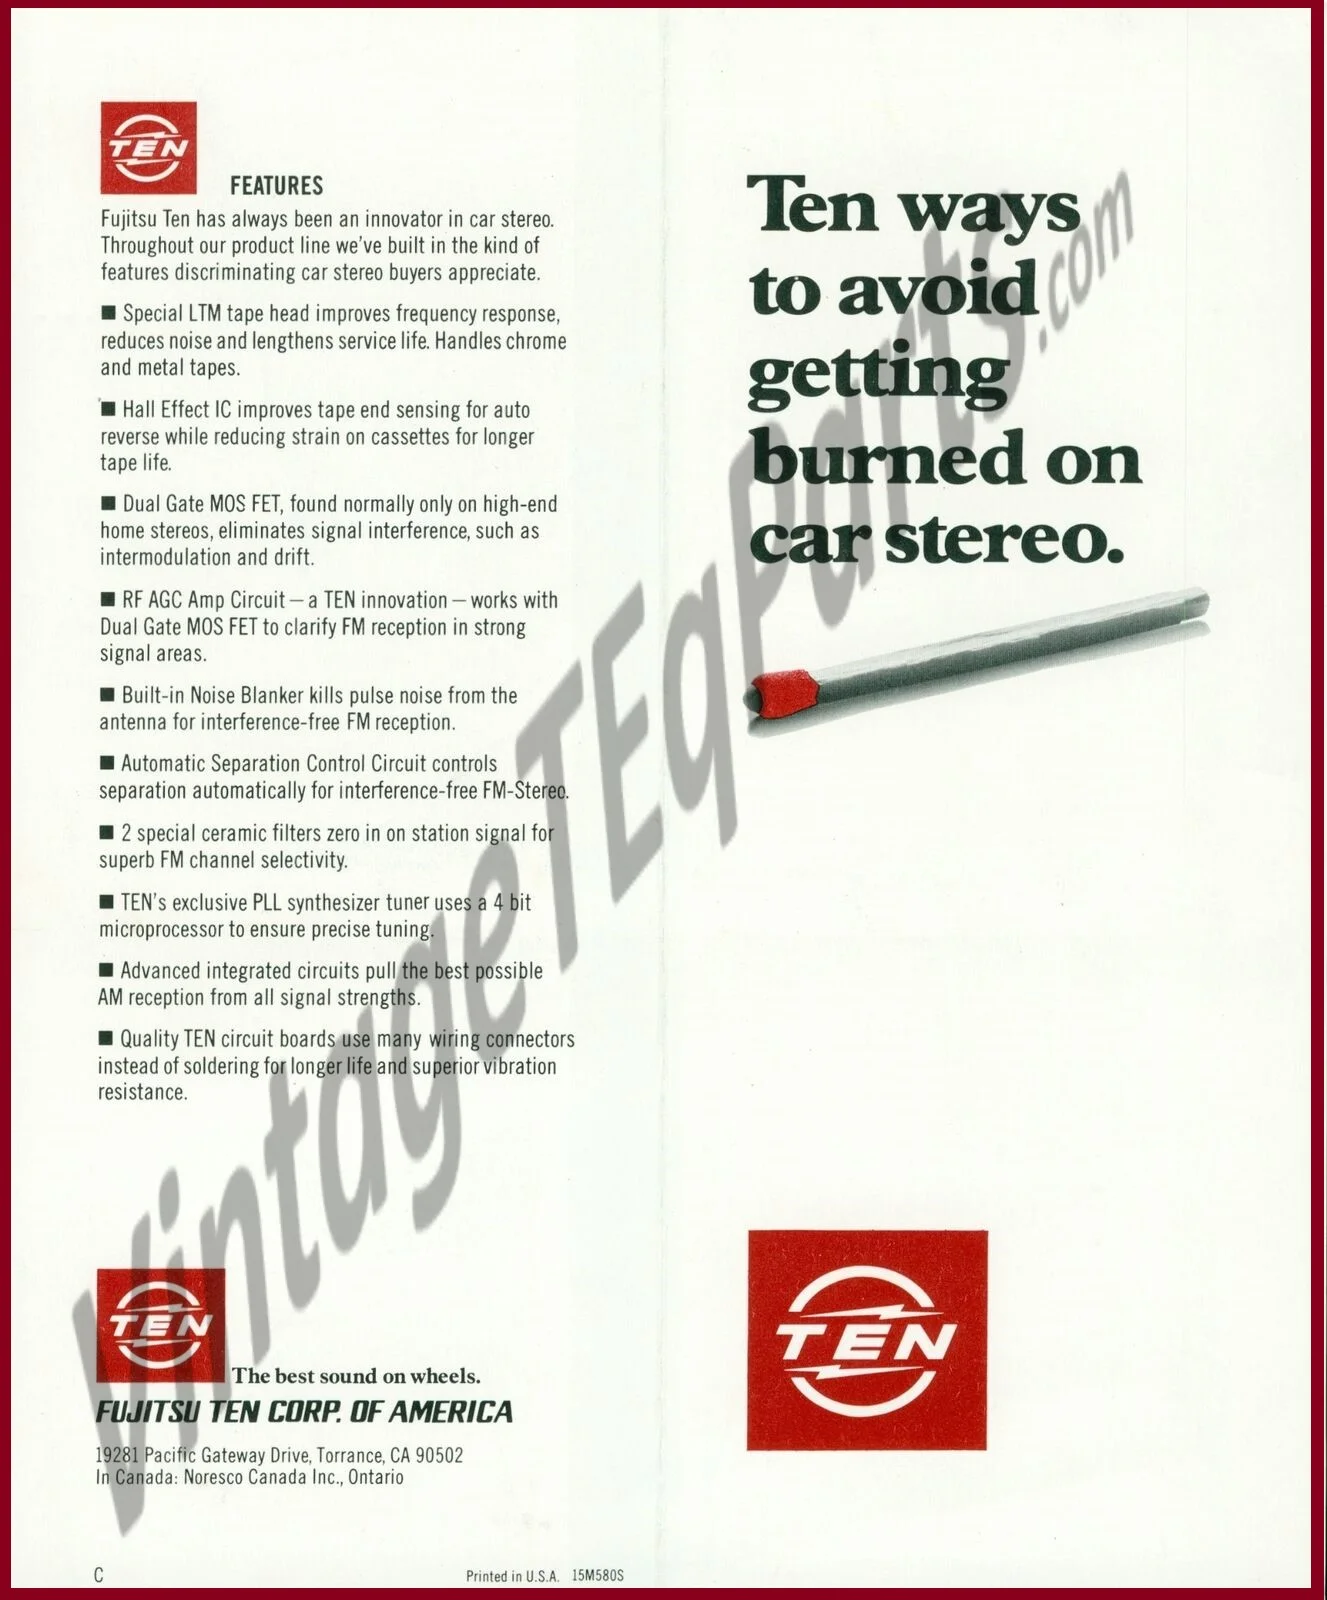 TEN
FEATURES
Fujitsu Ten has always been an innovator in car stereo.
Throughout our product line we've built in the kind of
features discriminating car stereo buyers appreciate.
■ Special LTM tape head improves frequency response,
reduces noise and lengthens service life. Handles chrome
and metal tapes.
■ Hall Effect IC improves tape end sensing for auto
reverse while reducing strain on cassettes for longer
tape life.
■ Dual Gate MOS FET, found normally only on high-end
home stereos, eliminates signal interference, such as
intermodulation and drift.
■ RF AGC Amp Circuit — a TEN innovation — works with
Dual Gate MOS FET to clarify FM reception in strong
signal areas.
■ Built-in Noise Blanker kills pulse noise from the
antenna for interference-free FM reception.
■ Automatic Separation Control Circuit controls
separation automatically for interference-free FM-Stereo.
■ 2 special ceramic filters zero in on station signal for
superb FM channel selectivity.
■ TEN's exclusive PLL synthesizer tuner uses a 4 bit
microprocessor to ensure precise tuning.
■ Advanced integrated circuits pull the best possible
AM reception from all signal strengths.
■ Quality TEN circuit boards use many wiring connectors
instead of soldering for longer life and superior vibration
resistance.
TEN
The best sound on wheels.
FUJITSU TEN CORP. OF AMERICA
19281 Pacific Gateway Drive, Torrance, CA 90502
In Canada: Noresco Canada Inc., Ontario
C
Printed in U.S.A. 15M580S
Ten ways
to avoid
getting
burned on
car stereo.
TEN
VintageTEqParts.com